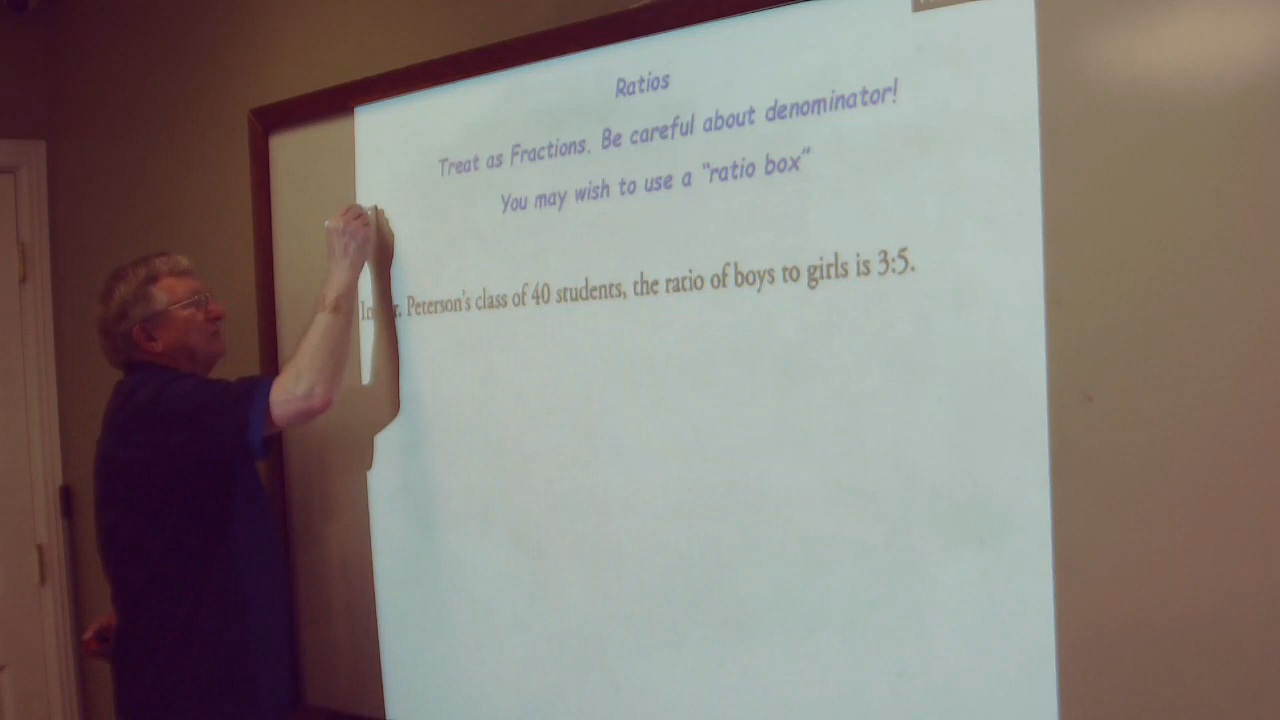 Ratios
Treat as Fractions. Be careful about denominator!
You may wish to use a "ratio box"
In r. Peterson's class of 40 students, the ratio of boys to girls is 3:5.